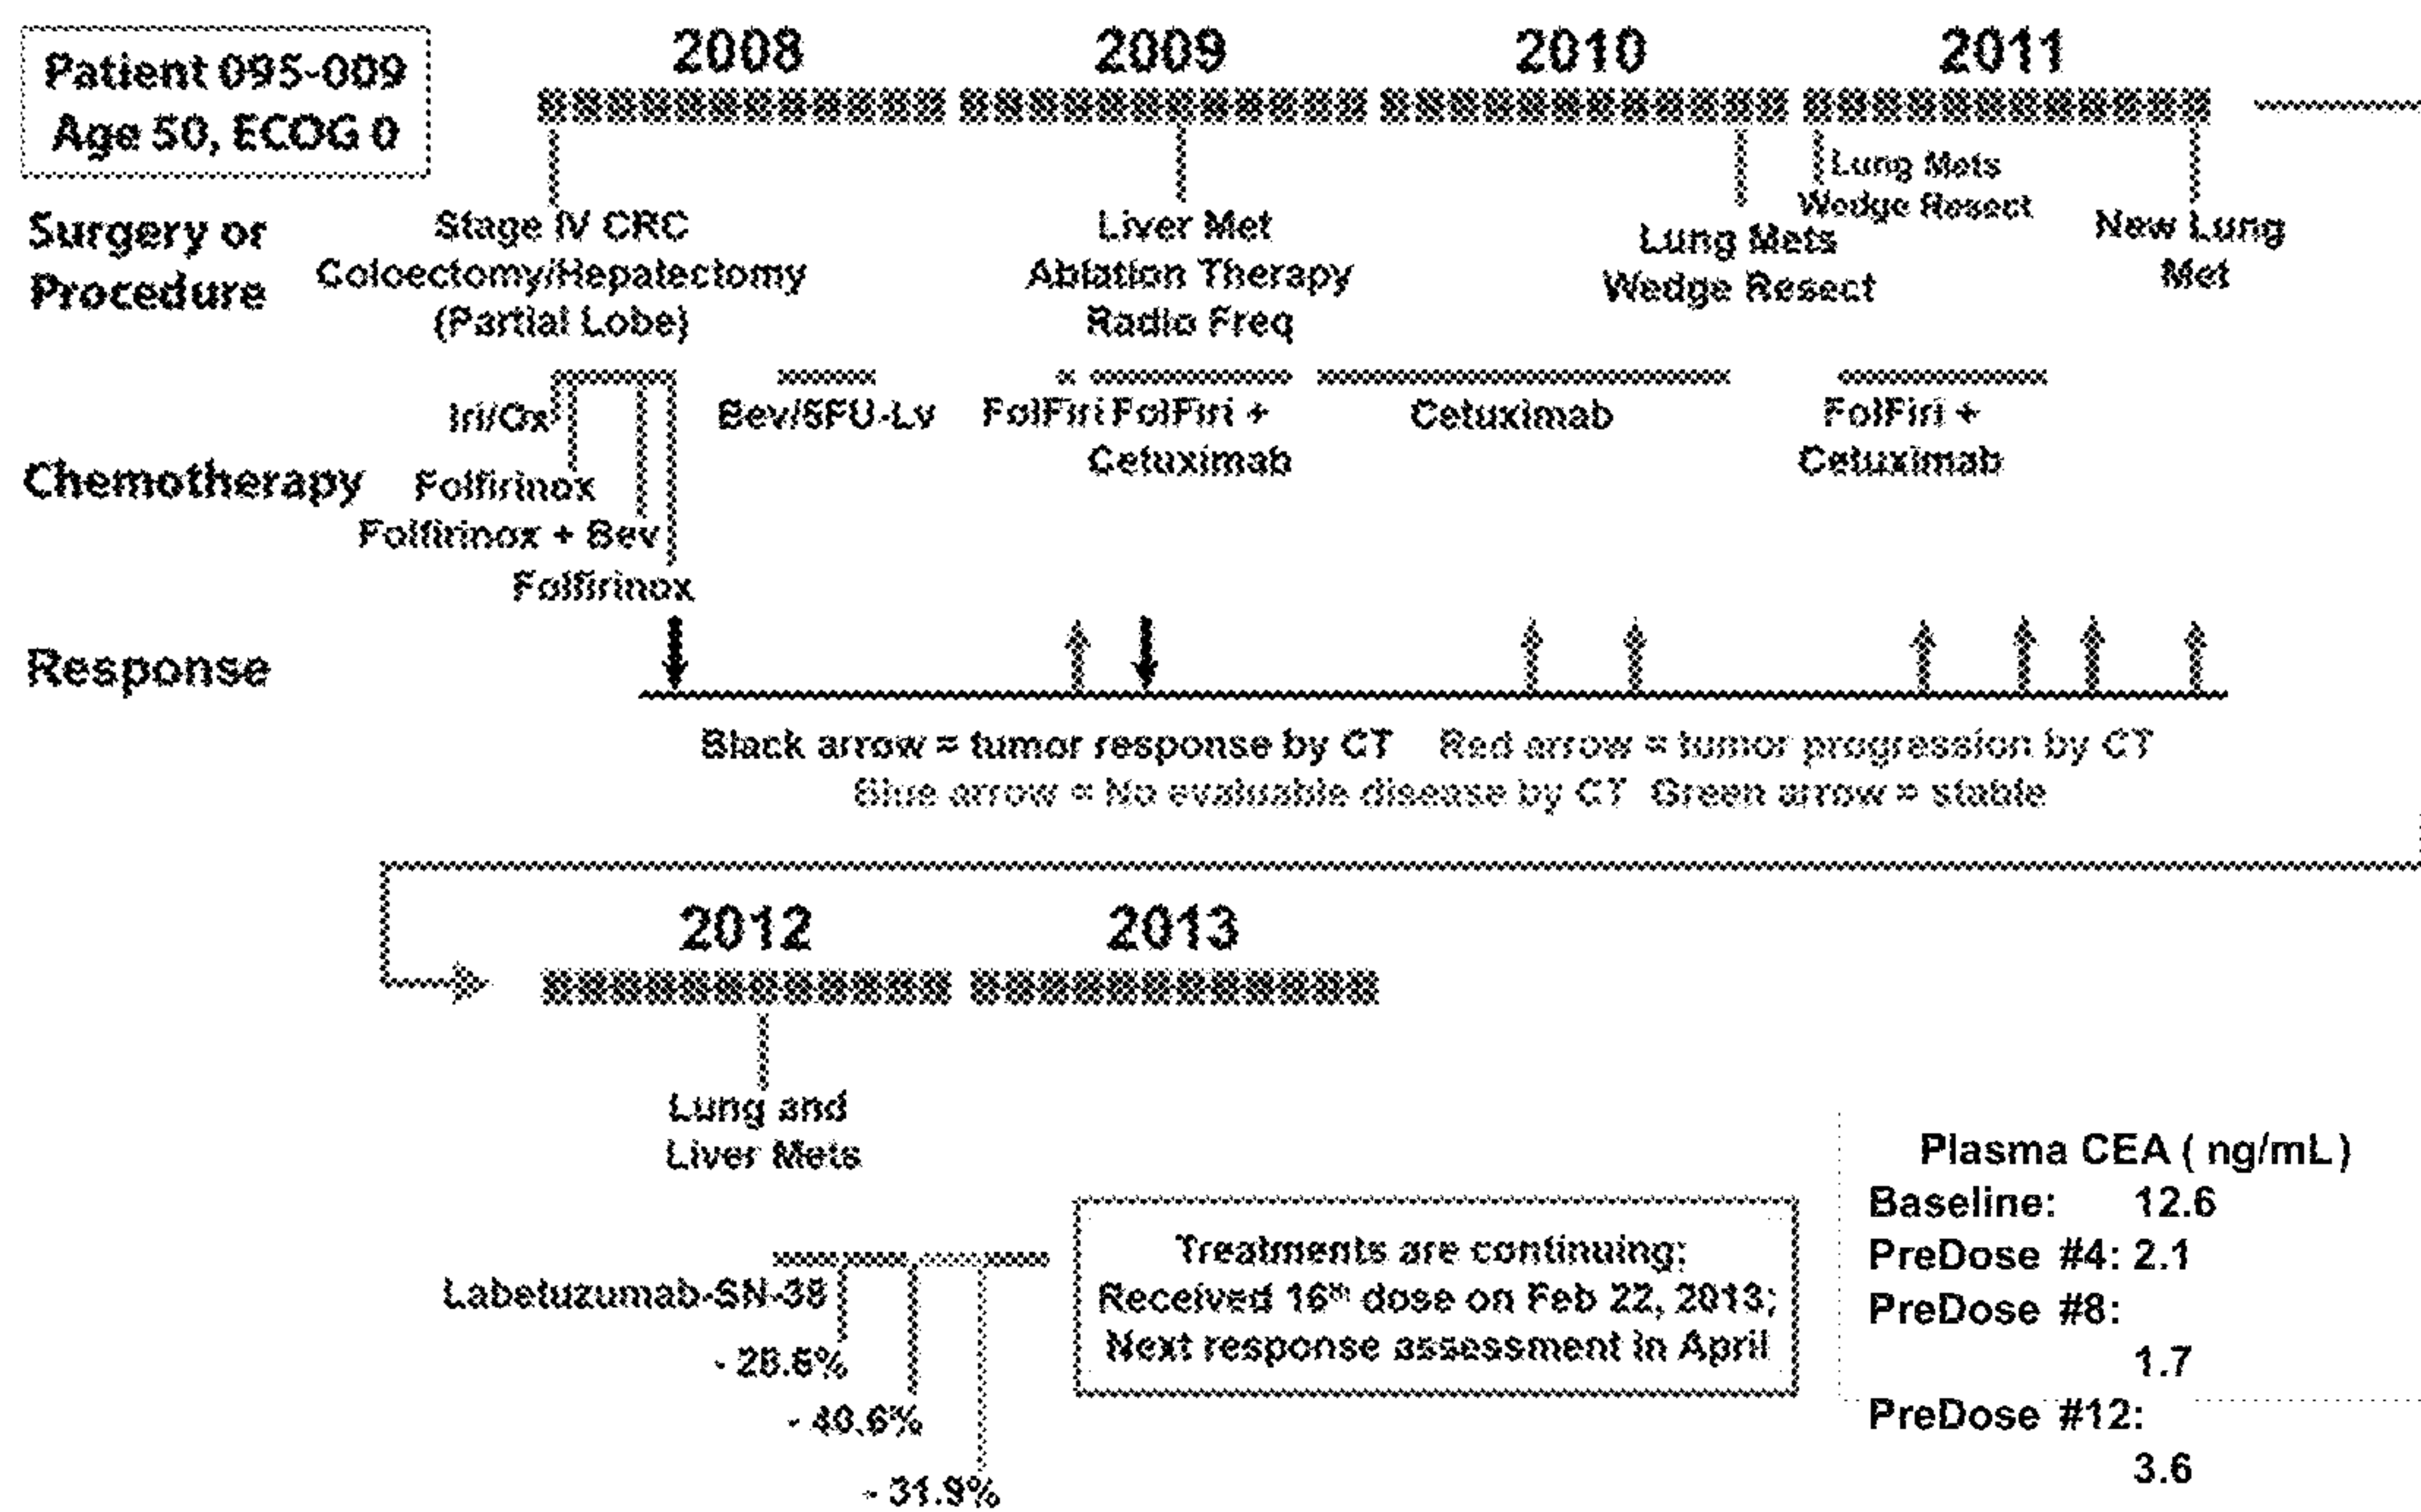 Patient 095-009
Age 50, ECOG 0
2008
2009
2010
2011
Surgery or
Procedure
Stage IV CRC
Coloectomy/Hepatectomy
(Partial Lobe)
Liver Met
Ablation Therapy
Radio Freq
Lung Mets
Wedge Resect
Lung Mets
Wedge Resect
New Lung
Met
Chemotherapy
Iri/Ox
Folfirinox
Folfirinox + Bev
Folfirinox
Bev/5FU-Lv
FolFiri
FolFiri +
Cetuximab
Cetuximab
FolFiri +
Cetuximab
Response
Black arrow = tumor response by CT Red arrow = tumor progression by CT
Blue arrow = No evaluable disease by CT Green arrow = stable
2012
2013
Lung and
Liver Mets
Labetuzumab-SN-38
- 40.6%
- 31.9%
Treatments are continuing;
Received 16th dose on Feb 22, 2013;
Next response assessment in April
Plasma CEA ( ng/mL)
Baseline: 12.6
PreDose #4: 2.1
PreDose #8:
1.7
PreDose #12:
3.6